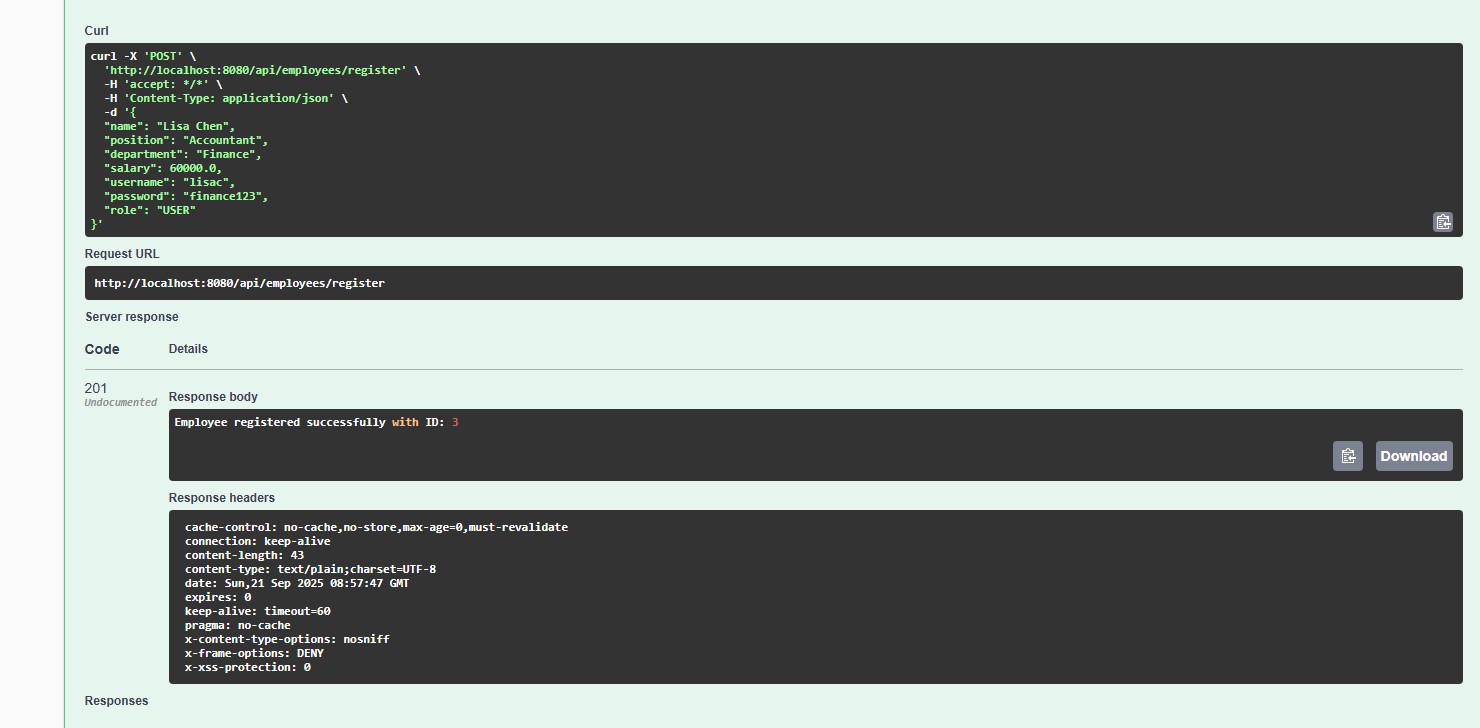 Curl
curl -X 'POST' \
  'http://localhost:8080/api/employees/register' \
  -H 'accept: */*' \
  -H 'Content-Type: application/json' \
  -d '{
  "name": "Lisa Chen",
  "position": "Accountant",
  "department": "Finance",
  "salary": 60000.0,
  "username": "lisac",
  "password": "finance123",
  "role": "USER"
}'
Request URL
http://localhost:8080/api/employees/register
Server response
Code Details
201
Undocumented
Response body
Employee registered successfully with ID: 3
Download
Response headers
cache-control: no-cache,no-store,max-age=0,must-revalidate
connection: keep-alive
content-length: 43
content-type: text/plain;charset=UTF-8
date: Sun,21 Sep 2025 08:57:47 GMT
expires: 0
keep-alive: timeout=60
pragma: no-cache
x-content-type-options: nosniff
x-frame-options: DENY
x-xss-protection: 0
Responses